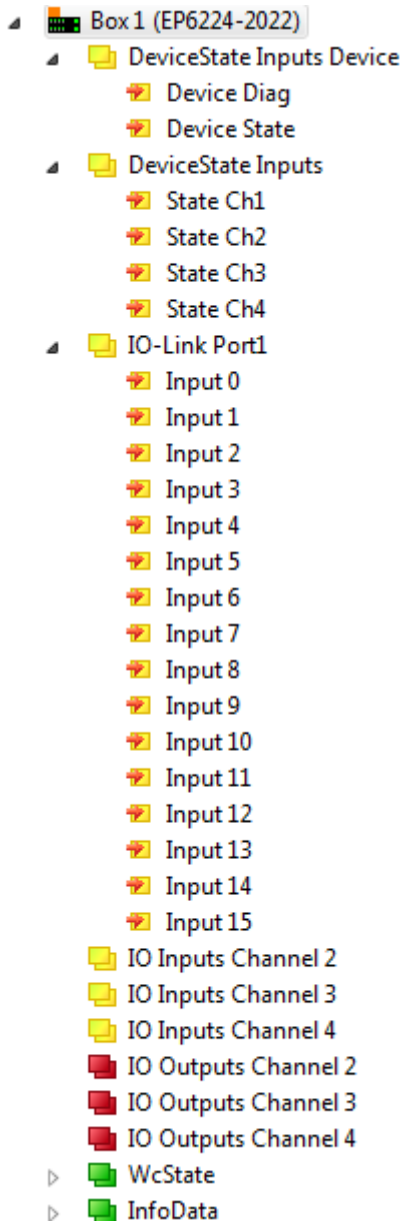 Box 1 (EP6224-2022)
DeviceState Inputs Device
Device Diag
Device State
DeviceState Inputs
State Ch1
State Ch2
State Ch3
State Ch4
IO-Link Port1
Input 0
Input 1
Input 2
Input 3
Input 4
Input 5
Input 6
Input 7
Input 8
Input 9
Input 10
Input 11
Input 12
Input 13
Input 14
Input 15
IO Inputs Channel 2
IO Inputs Channel 3
IO Inputs Channel 4
IO Outputs Channel 2
IO Outputs Channel 3
IO Outputs Channel 4
WcState
InfoData